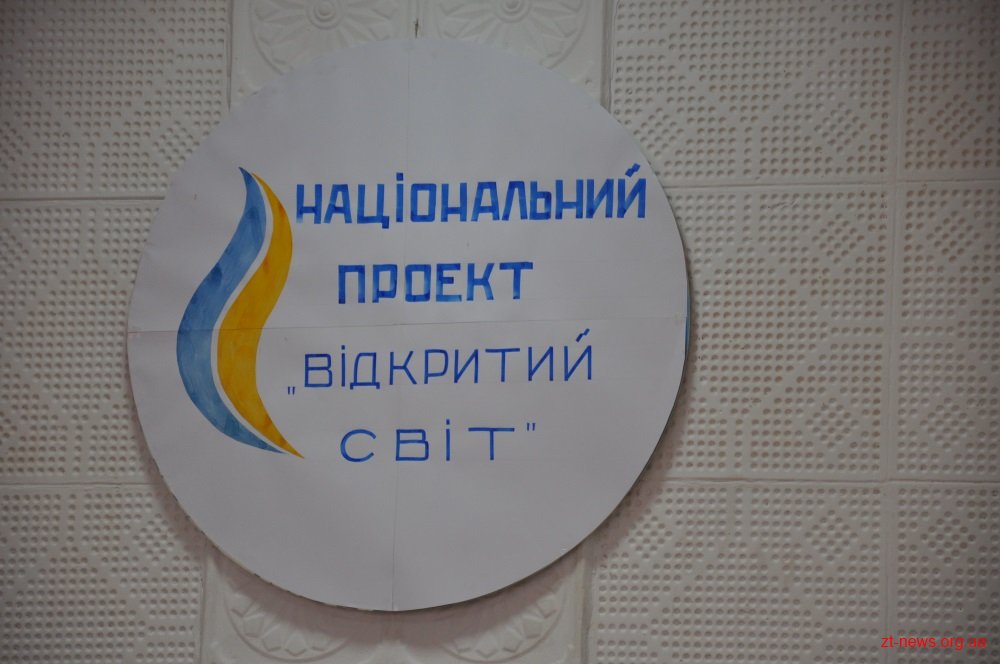 НАЦіОНАЛЬНИЙ
ПРОЕКТ
„ВіДКРИТИЙ
СВіТ"
zt-news.org.ua